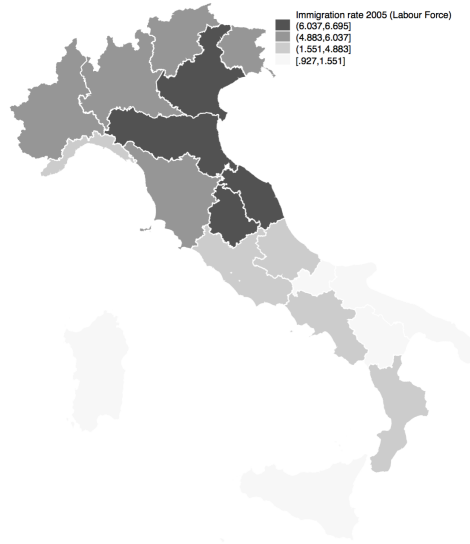 Immigration rate 2005 (Labour Force)
(6.037,6.695]
(4.883,6.037]
(1.551,4.883]
[.927,1.551]